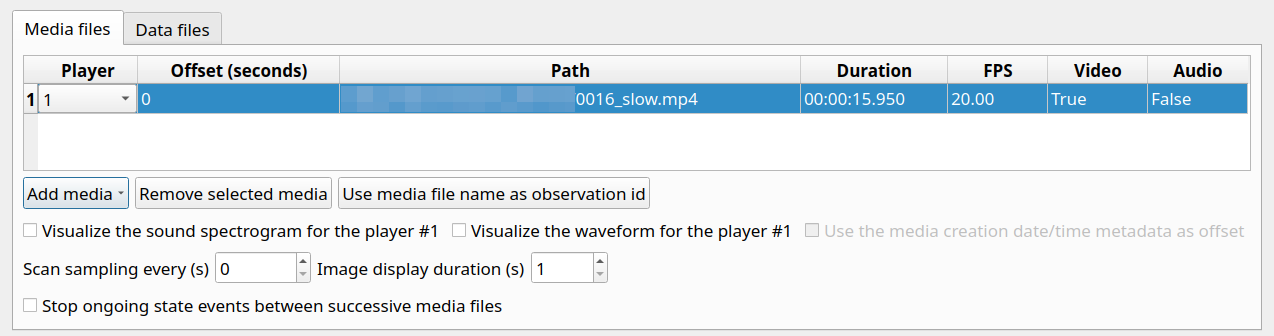 Media files Data files
Player Offset (seconds) Path Duration FPS Video Audio
1 1 0 0016_slow.mp4 00:00:15.950 20.00 True False
Add media Remove selected media Use media file name as observation id
Visualize the sound spectrogram for the player #1 Visualize the waveform for the player #1 Use the media creation date/time metadata as offset
Scan sampling every (s) 0 Image display duration (s) 1
Stop ongoing state events between successive media files